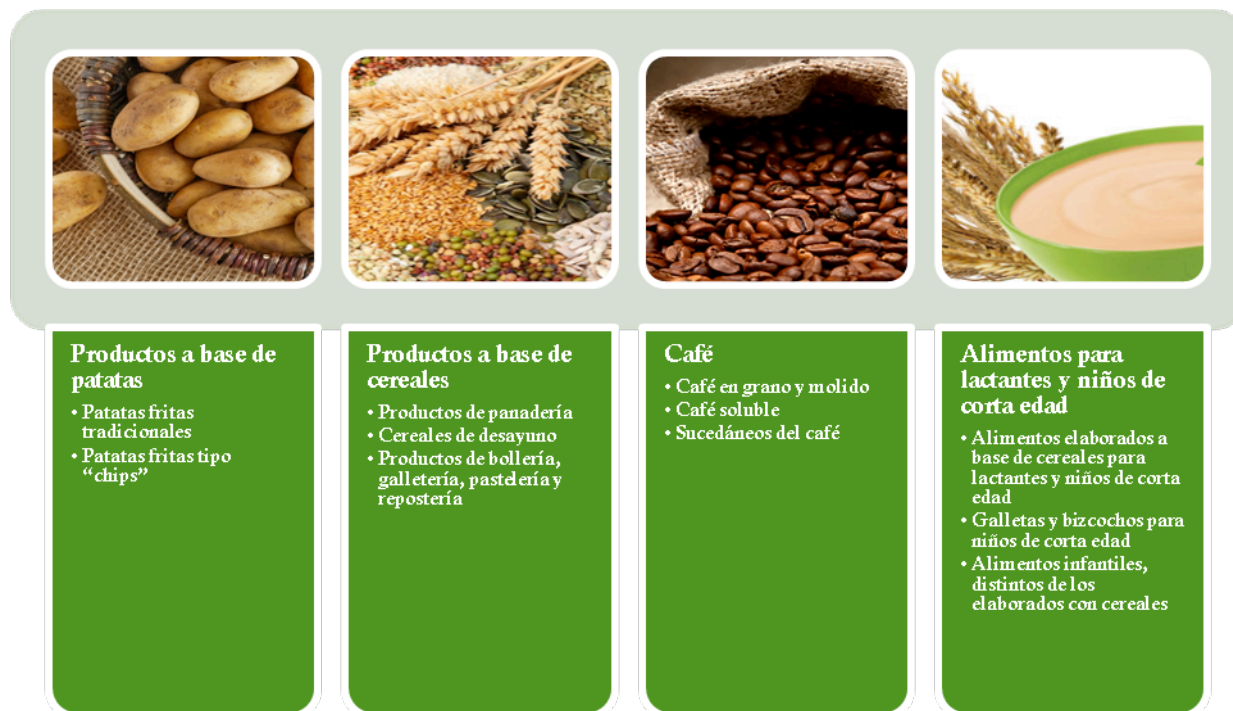 Productos a base de
patatas
• Patatas fritas
tradicionales
• Patatas fritas tipo
“chips”
Productos a base de
cereales
• Productos de panadería
• Cereales de desayuno
• Productos de bollería,
galletería, pastelería y
repostería
Café
• Café en grano y molido
• Café soluble
• Sucedáneos del café
Alimentos para
lactantes y niños de
corta edad
• Alimentos elaborados a
base de cereales para
lactantes y niños de corta
edad
• Galletas y bizcochos para
niños de corta edad
• Alimentos infantiles,
distintos de los
elaborados con cereales